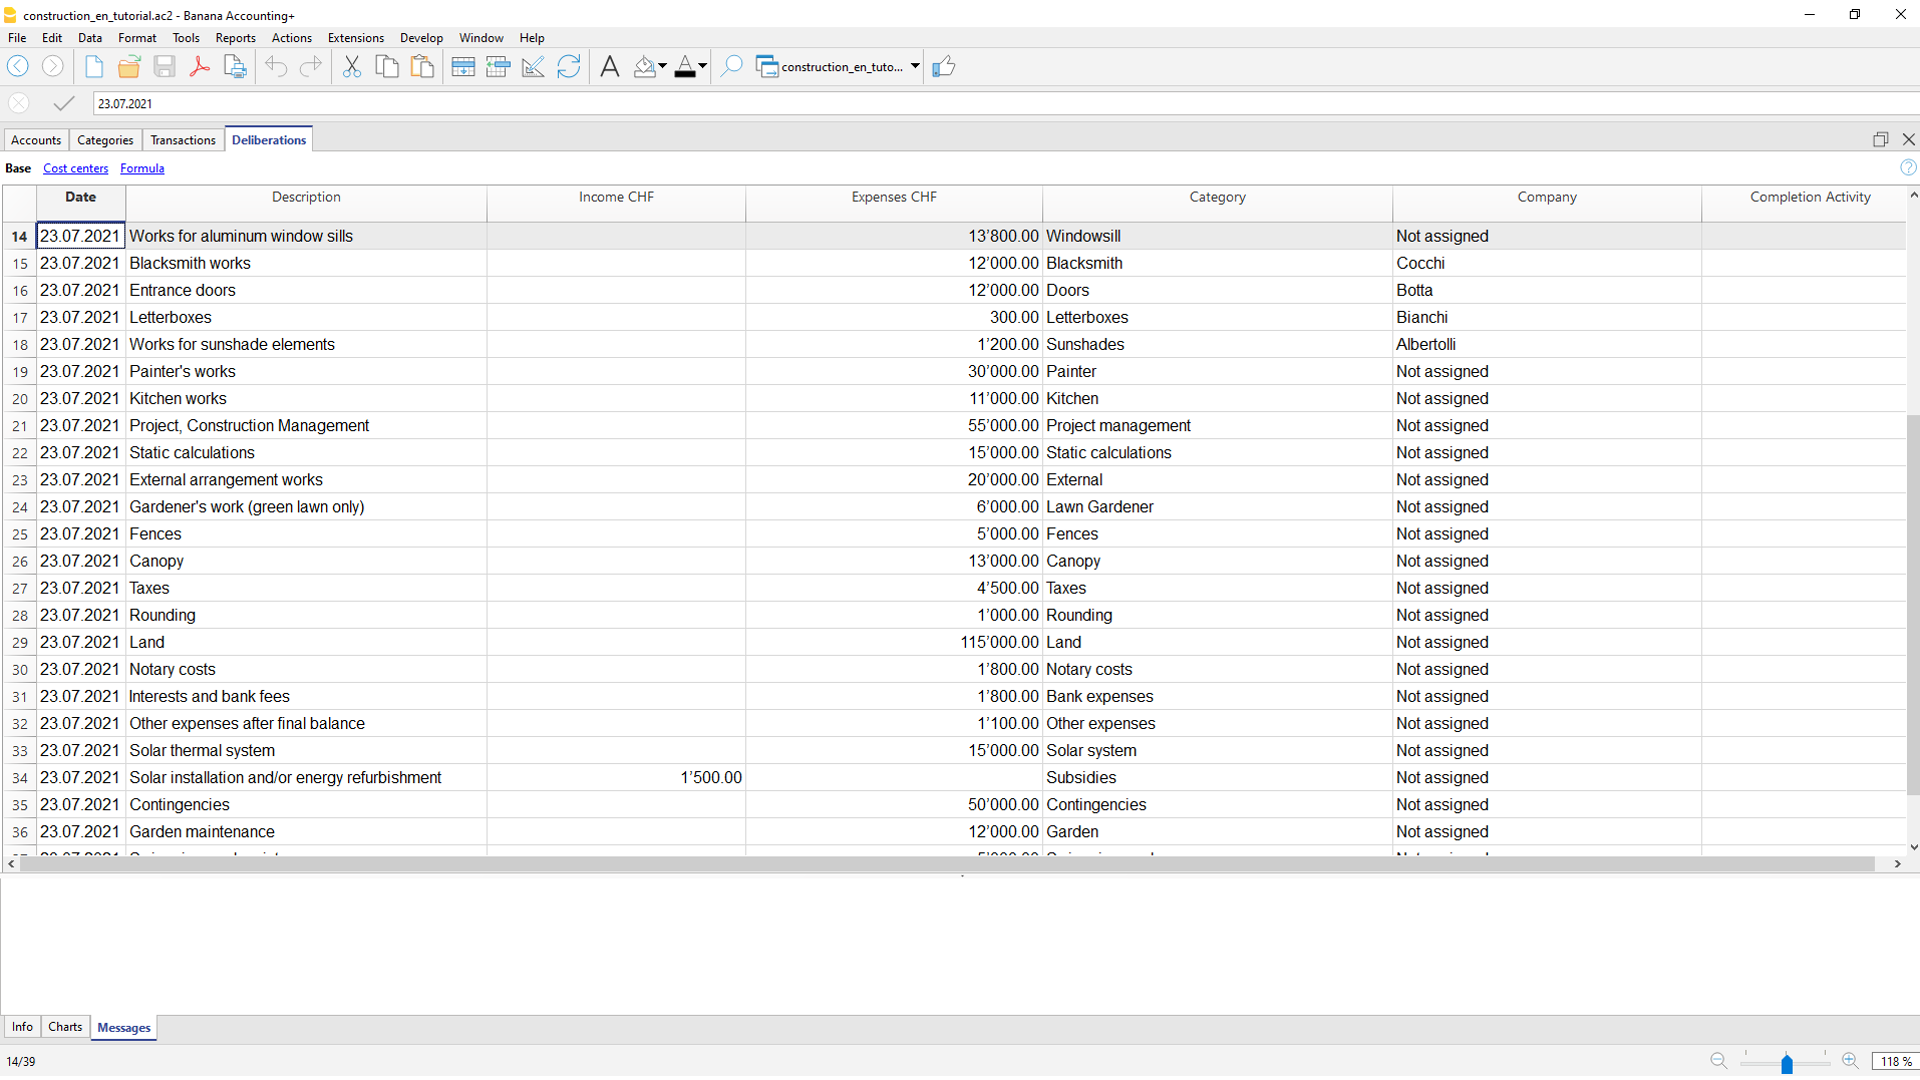 construction_en_tutorial.ac2 - Banana Accounting+
File Edit Data Format Tools Reports Actions Extensions Develop Window Help
construction_en_tuto...
23.07.2021
Accounts Categories Transactions Deliberations
Base Cost centers Formula
Date Description Income CHF Expenses CHF Category Company Completion Activity
14 23.07.2021 Works for aluminum window sills 13’800.00 Windowsill Not assigned
15 23.07.2021 Blacksmith works 12’000.00 Blacksmith Cocchi
16 23.07.2021 Entrance doors 12’000.00 Doors Botta
17 23.07.2021 Letterboxes 300.00 Letterboxes Bianchi
18 23.07.2021 Works for sunshade elements 1’200.00 Sunshades Albertolli
19 23.07.2021 Painter's works 30’000.00 Painter Not assigned
20 23.07.2021 Kitchen works 11’000.00 Kitchen Not assigned
21 23.07.2021 Project, Construction Management 55’000.00 Project management Not assigned
22 23.07.2021 Static calculations 15’000.00 Static calculations Not assigned
23 23.07.2021 External arrangement works 20’000.00 External Not assigned
24 23.07.2021 Gardener's work (green lawn only) 6’000.00 Lawn Gardener Not assigned
25 23.07.2021 Fences 5’000.00 Fences Not assigned
26 23.07.2021 Canopy 13’000.00 Canopy Not assigned
27 23.07.2021 Taxes 4’500.00 Taxes Not assigned
28 23.07.2021 Rounding 1’000.00 Rounding Not assigned
29 23.07.2021 Land 115’000.00 Land Not assigned
30 23.07.2021 Notary costs 1’800.00 Notary costs Not assigned
31 23.07.2021 Interests and bank fees 1’800.00 Bank expenses Not assigned
32 23.07.2021 Other expenses after final balance 1’100.00 Other expenses Not assigned
33 23.07.2021 Solar thermal system 15’000.00 Solar system Not assigned
34 23.07.2021 Solar installation and/or energy refurbishment 1’500.00 Subsidies Not assigned
35 23.07.2021 Contingencies 50’000.00 Contingencies Not assigned
36 23.07.2021 Garden maintenance 12’000.00 Garden Not assigned
Info Charts Messages
14/39
118 %